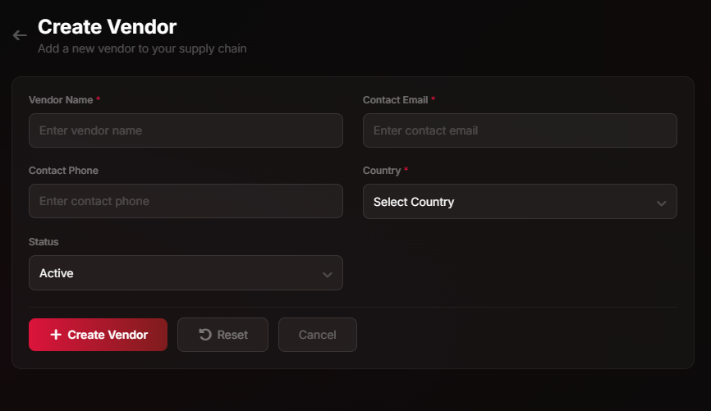 Create Vendor
Add a new vendor to your supply chain
Vendor Name *
Contact Email *
Enter vendor name
Enter contact email
Contact Phone
Country *
Enter contact phone
Select Country
Status
Active
Create Vendor
Reset
Cancel